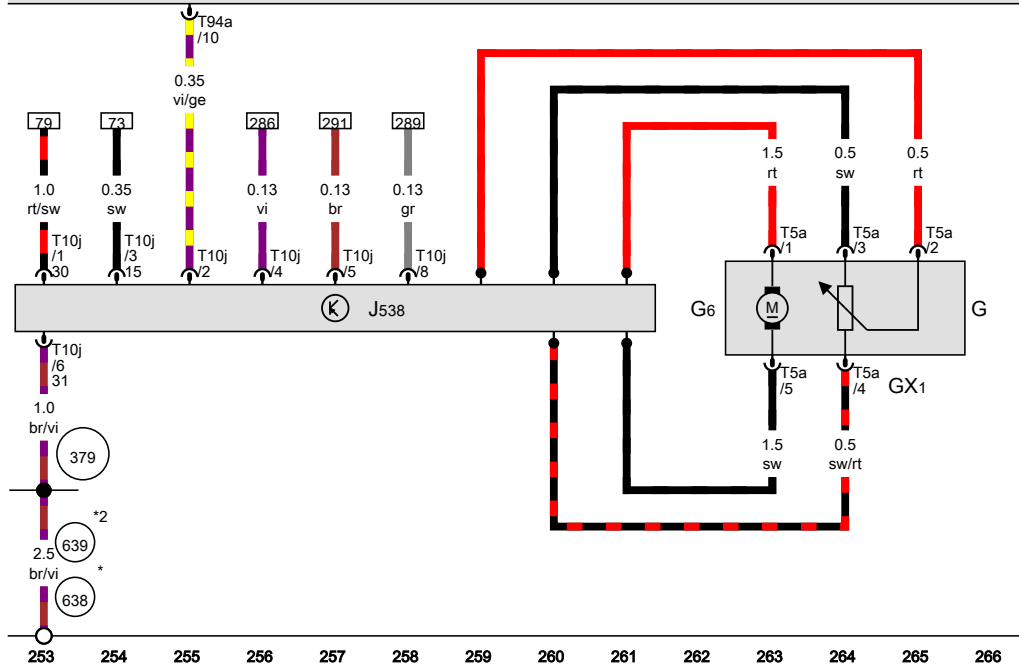 T94a
/10
0.35
vi/ge
79
73
286
291
289
1.0
rt/sw
0.35
sw
0.13
vi
0.13
br
0.13
gr
1.5
rt
0.5
sw
0.5
rt
T10j
/1
30
T10j
/3
15
T10j
/2
T10j
/4
T10j
/5
T10j
/8
T5a
/1
T5a
/3
T5a
/2
J538
G6
M
G
T10j
/6
31
T5a
/5
T5a
/4
GX1
1.0
br/vi
379
1.5
sw
0.5
sw/rt
*2
639
2.5
br/vi
*
638
253 254 255 256 257 258 259 260 261 262 263 264 265 266